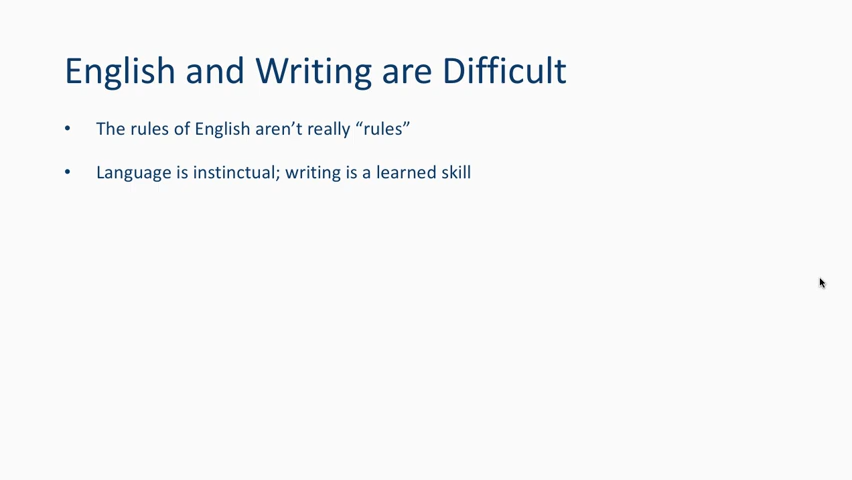 English and Writing are Difficult
• The rules of English aren’t really “rules”
• Language is instinctual; writing is a learned skill